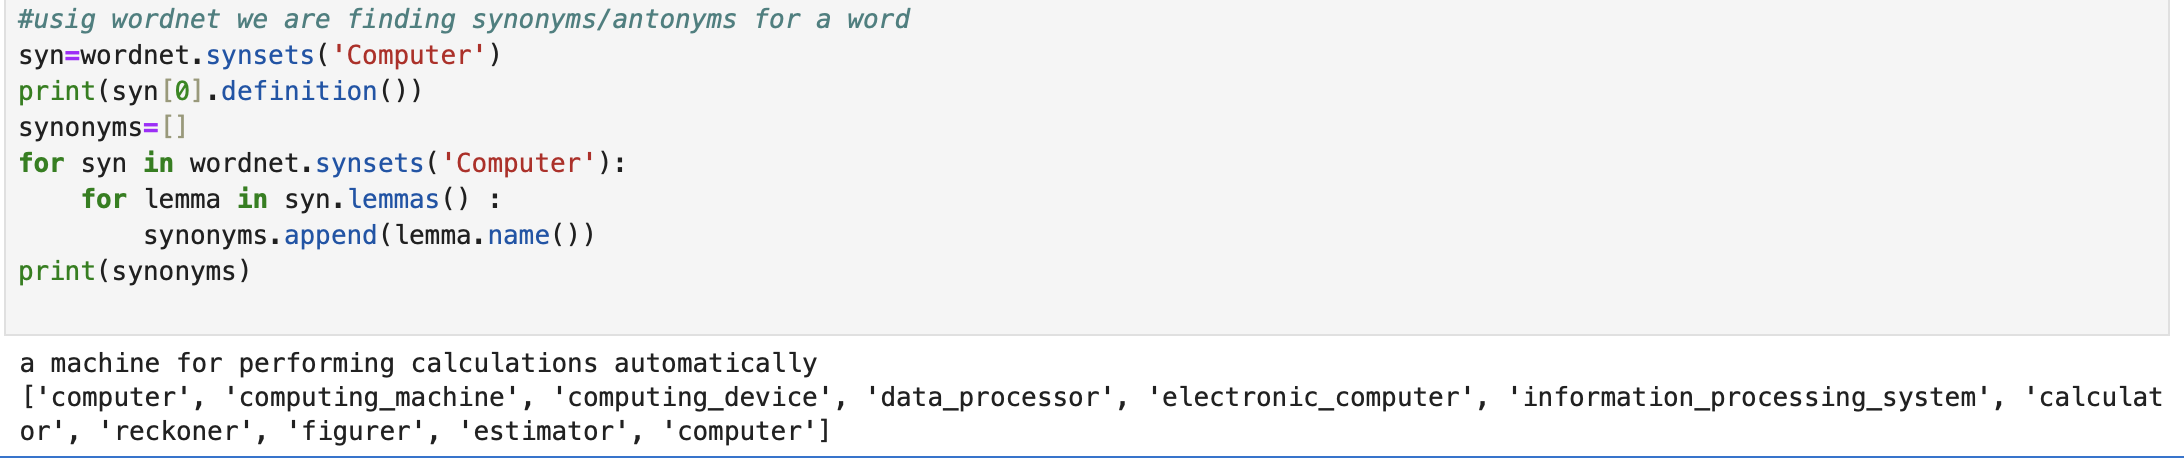 #usig wordnet we are finding synonyms/antonyms for a word
syn=wordnet.synsets('Computer')
print(syn[0].definition())
synonyms=[]
for syn in wordnet.synsets('Computer'):
    for lemma in syn.lemmas() :
        synonyms.append(lemma.name())
print(synonyms)
a machine for performing calculations automatically
['computer', 'computing_machine', 'computing_device', 'data_processor', 'electronic_computer', 'information_processing_system', 'calculat
or', 'reckoner', 'figurer', 'estimator', 'computer']